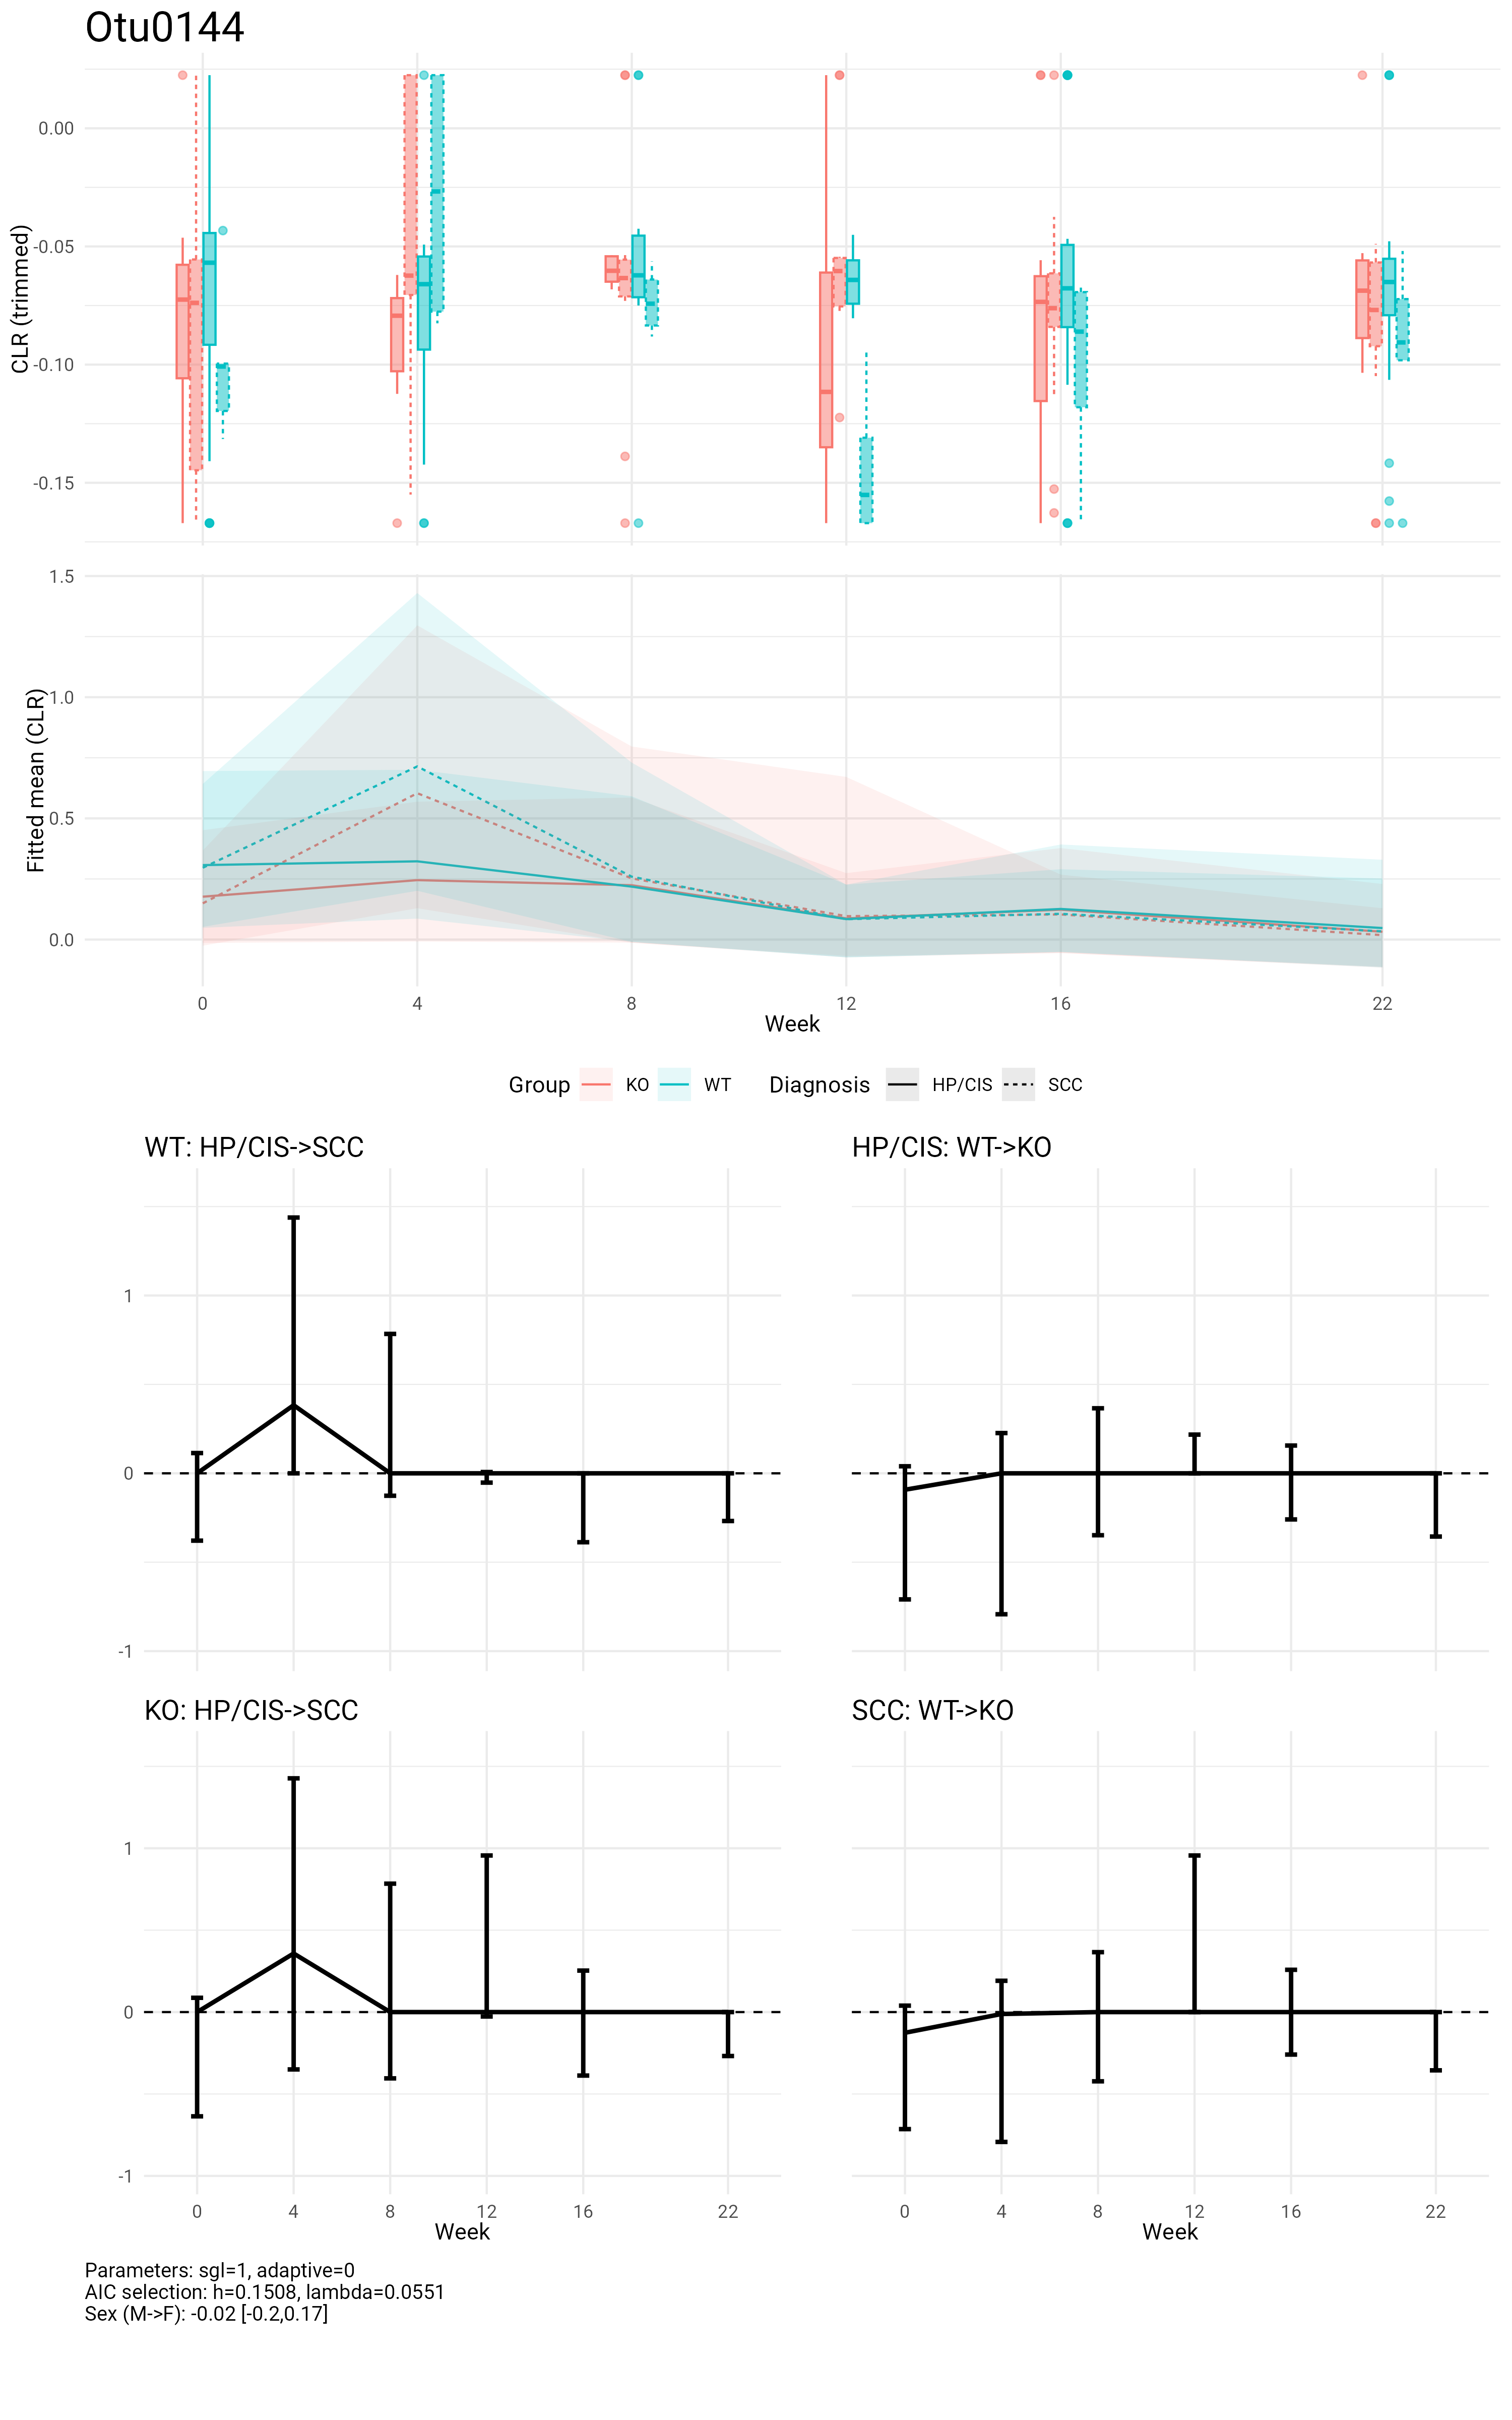 Otu0144
CLR (trimmed)
0.00
-0.05
-0.10
-0.15
Fitted mean (CLR)
1.5
1.0
0.5
0.0
0 4 8 12 16 22
Week
Group KO WT Diagnosis HP/CIS SCC
WT: HP/CIS->SCC
HP/CIS: WT->KO
1
0
-1
KO: HP/CIS->SCC
SCC: WT->KO
1
0
-1
0 4 8 12 16 22
0 4 8 12 16 22
Week
Week
Parameters: sgl=1, adaptive=0
AIC selection: h=0.1508, lambda=0.0551
Sex (M->F): -0.02 [-0.2,0.17]